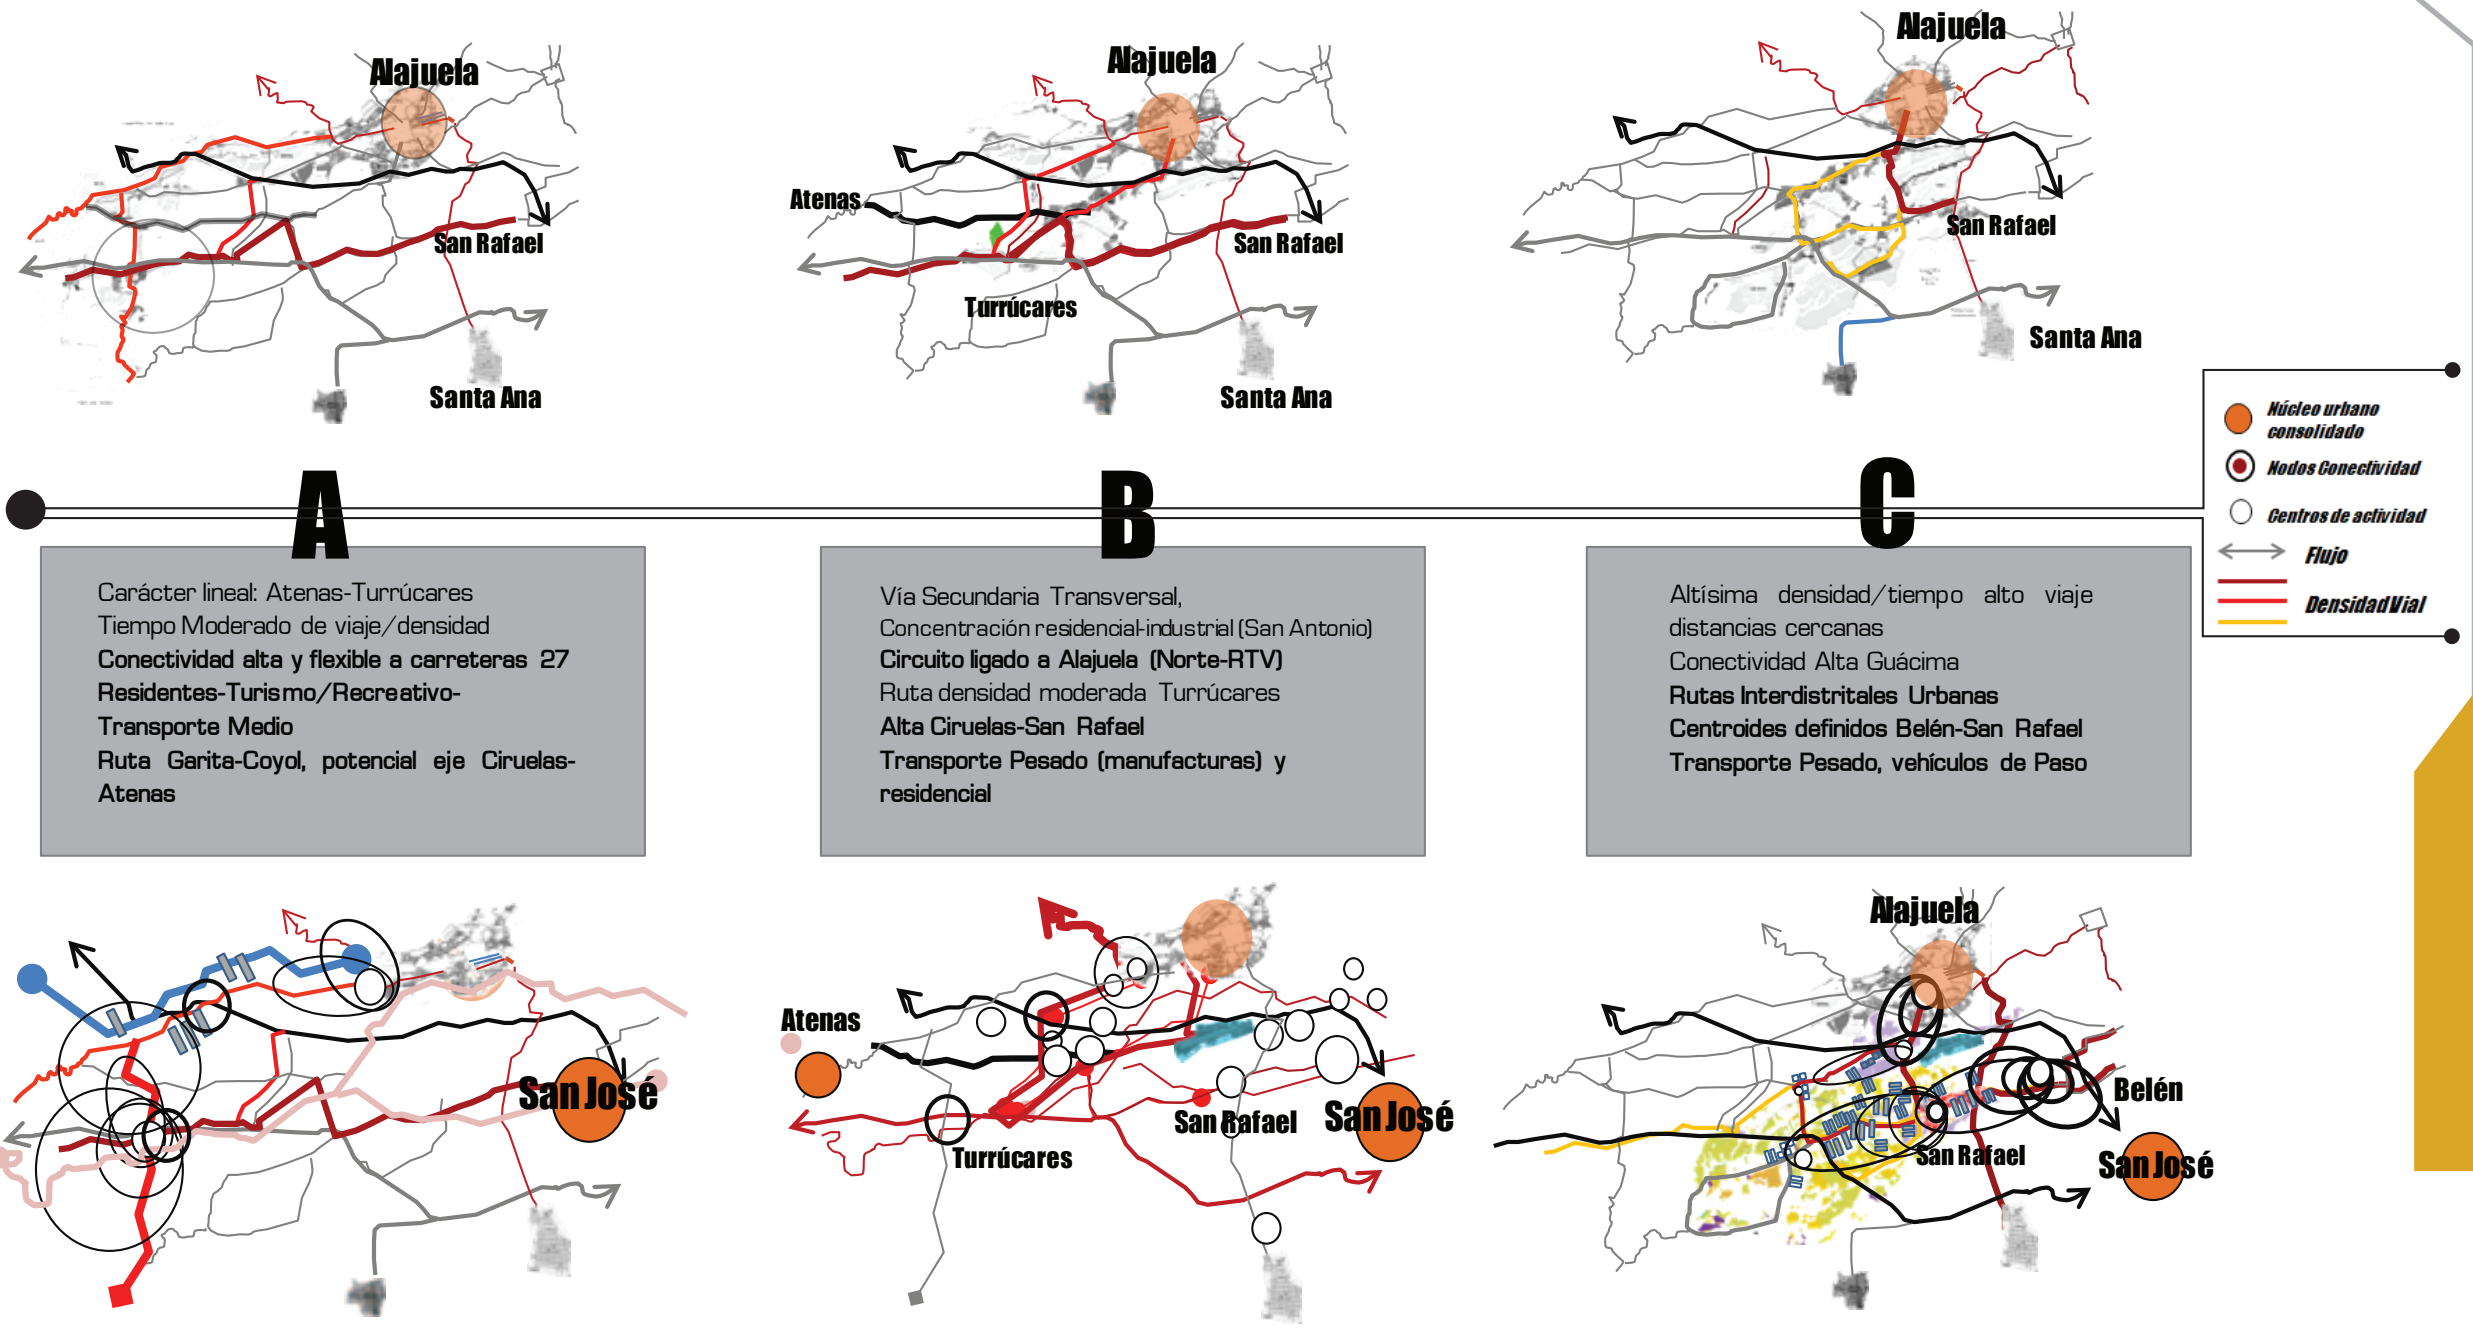 Alajuela
San Rafael
Santa Ana
Alajuela
Atenas
San Rafael
Turrúcares
Santa Ana
Alajuela
San Rafael
Santa Ana
Núcleo urbano
consolidado
Nodos Conectividad
Centros de actividad
Flujo
Densidad Vial
A
Carácter lineal: Atenas-Turrúcares
Tiempo Moderado de viaje/densidad
Conectividad alta y flexible a carreteras 27
Residentes-Turismo/Recreativo-
Transporte Medio
Ruta Garita-Coyol, potencial eje Ciruelas-
Atenas
B
Vía Secundaria Transversal,
Concentración residencial-industrial (San Antonio)
Circuito ligado a Alajuela (Norte-RTV)
Ruta densidad moderada Turrúcares
Alta Ciruelas-San Rafael
Transporte Pesado (manufacturas) y
residencial
C
Altísima densidad/tiempo alto viaje
distancias cercanas
Conectividad Alta Guácima
Rutas Interdistritales Urbanas
Centroides definidos Belén-San Rafael
Transporte Pesado, vehículos de Paso
San José
Atenas
San Rafael
San José
Turrúcares
Alajuela
Belén
San Rafael
San José